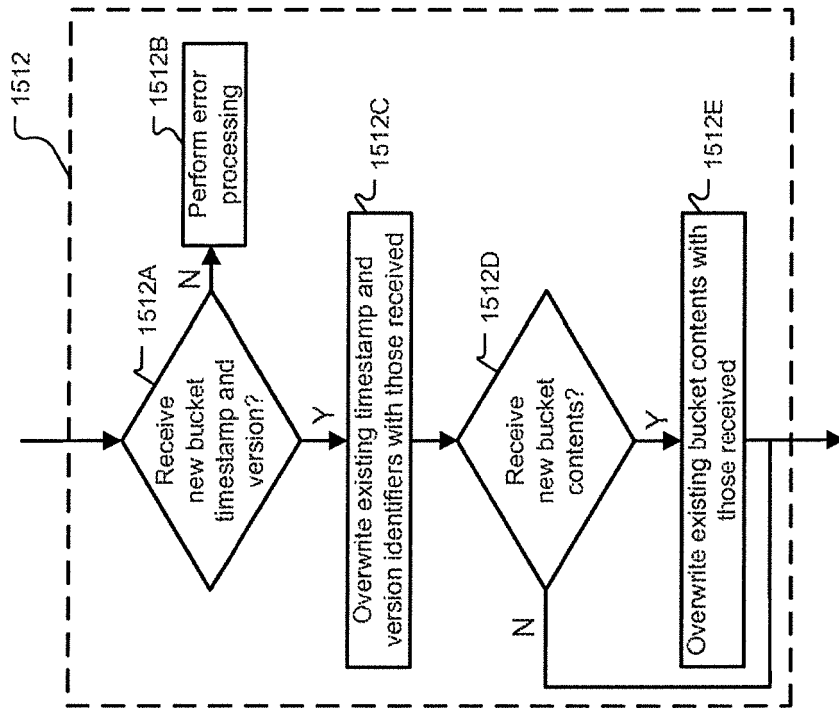 1512
1512A
Receive
new bucket
timestamp and
version?
N
1512B
Perform error
processing
Y
1512C
Overwrite existing timestamp and
version identifiers with those received
1512D
Receive
new bucket
contents?
N
Y
1512E
Overwrite existing bucket contents with
those received